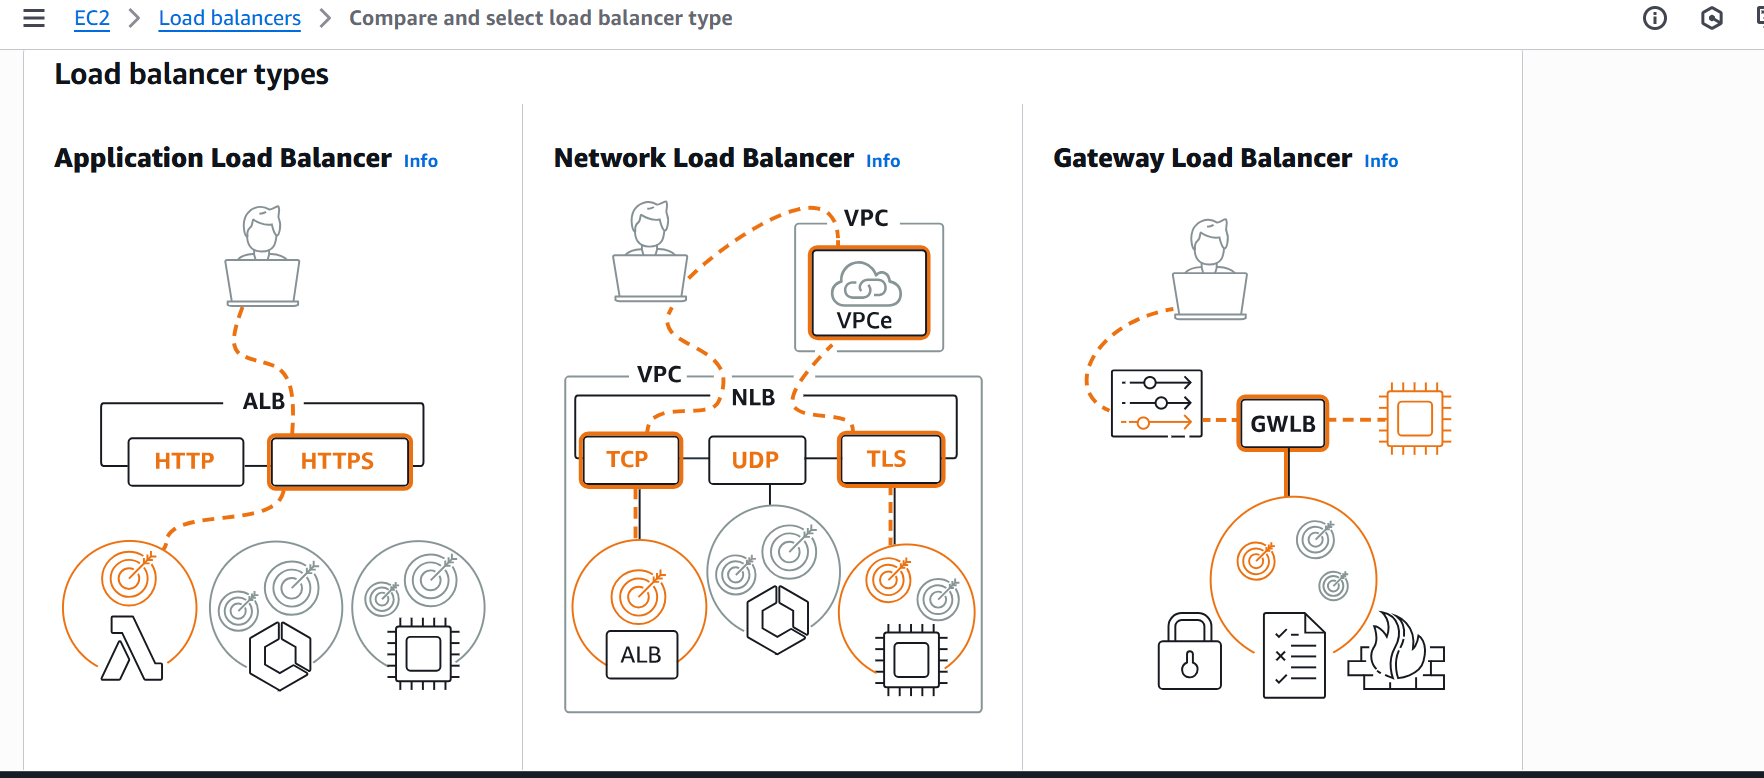 EC2 > Load balancers > Compare and select load balancer type
Load balancer types
Application Load Balancer Info
ALB
HTTP
HTTPS
Network Load Balancer Info
VPC
VPCe
VPC
NLB
TCP
UDP
TLS
ALB
Gateway Load Balancer Info
GWLB